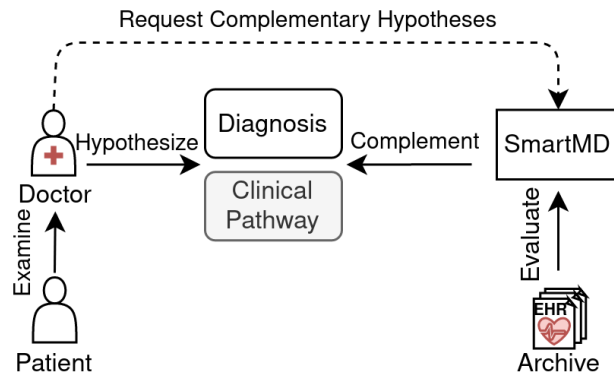 Request Complementary Hypotheses
Diagnosis
Hypothesize
Complement
SmartMD
Doctor
Clinical
Pathway
Examine
Evaluate
EHR
Patient
Archive